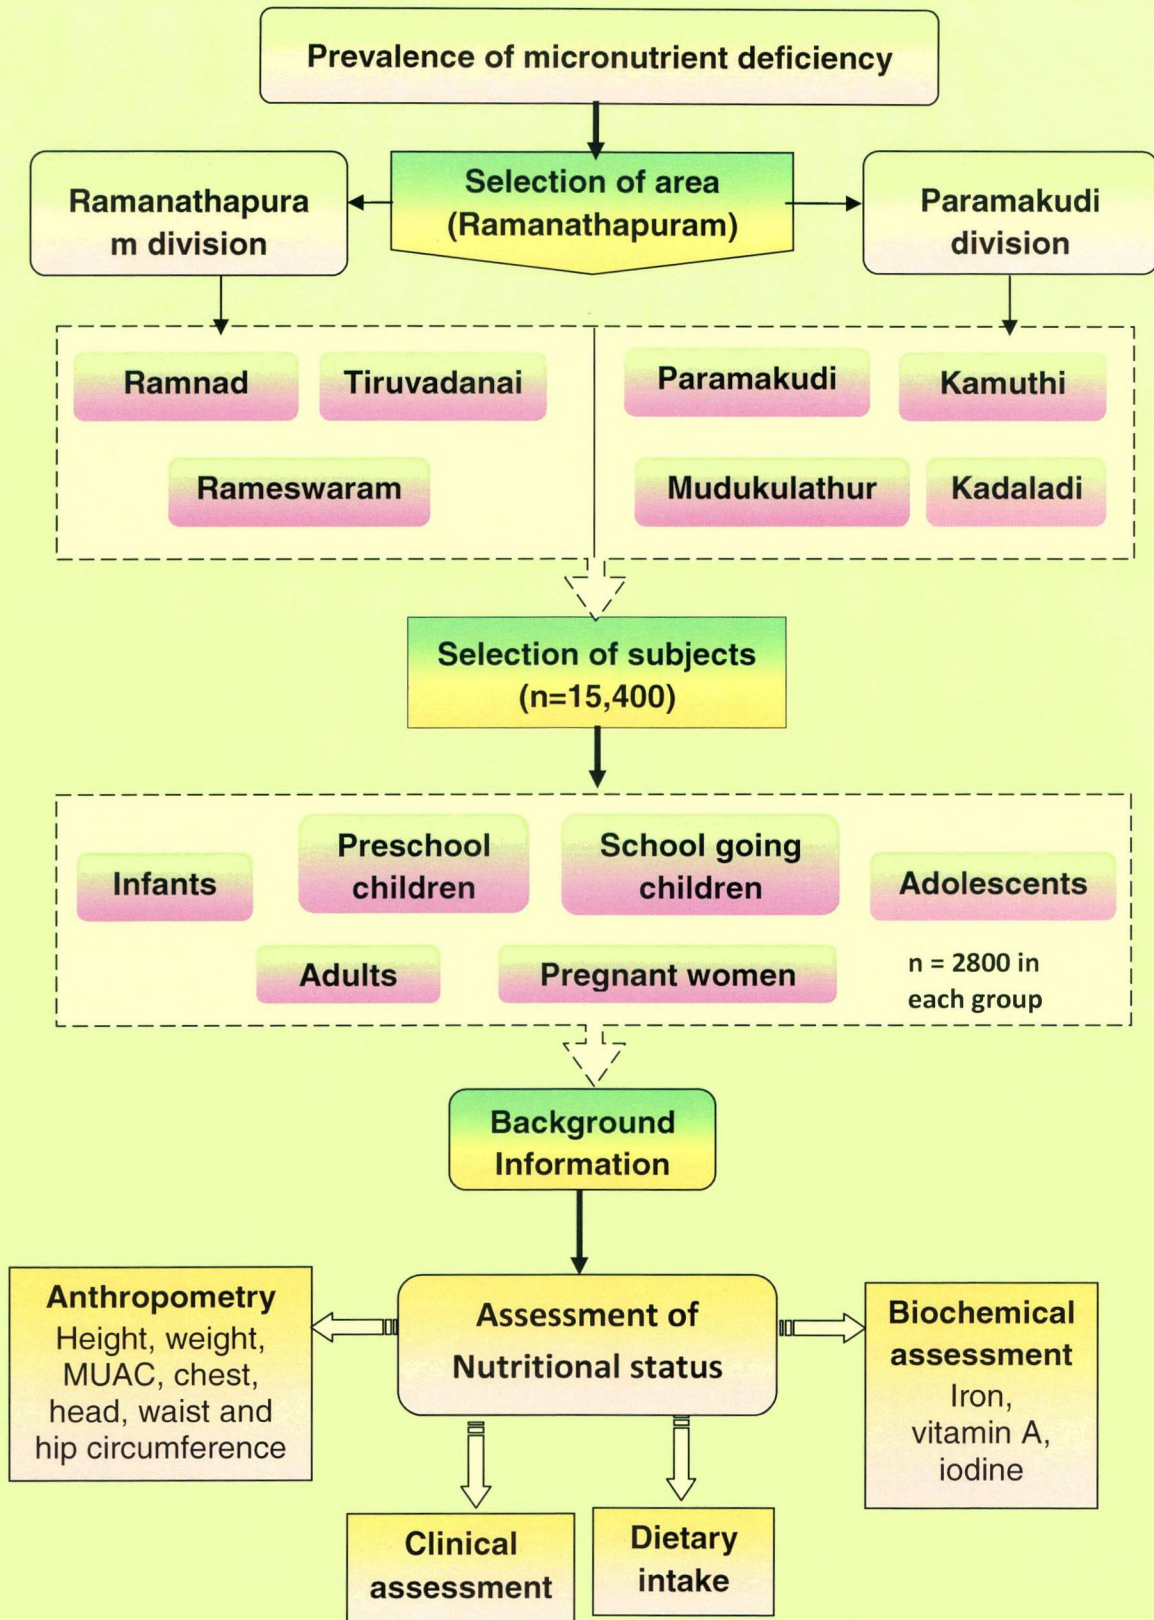 Prevalence of micronutrient deficiency
Selection of area
(Ramanathapuram)
Ramanathapura
m division
Paramakudi
division
Ramnad
Tiruvadanai
Rameswaram
Paramakudi
Kamuthi
Mudukulathur
Kadaladi
Selection of subjects
(n=15,400)
Infants
Preschool
children
School going
children
Adolescents
Adults
Pregnant women
n = 2800 in
each group
Background
Information
Assessment of
Nutritional status
Anthropometry
Height, weight,
MUAC, chest,
head, waist and
hip circumference
Biochemical
assessment
Iron,
vitamin A,
iodine
Clinical
assessment
Dietary
intake